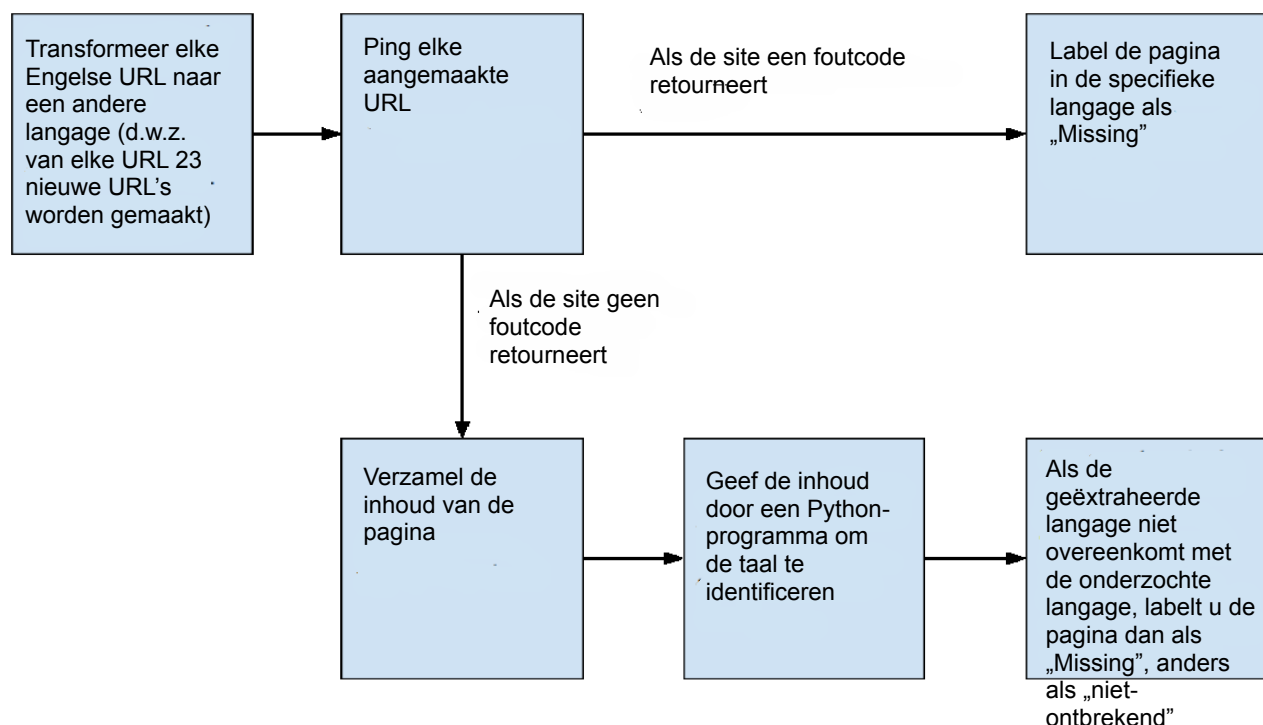 Transformeer elke
Engelse URL naar
een andere
langage (d.w.z.
van elke URL 23
nieuwe URL's
worden gemaakt)
Ping elke
aangemaakte
URL
Als de site een foutcode
retourneert
Label de pagina
in de specifieke
langage als
„Missing”
Als de site geen
foutcode
retourneert
Verzamel de
inhoud van de
pagina
Geef de inhoud
door een Python-
programma om
de taal te
identificeren
Als de
geëxtraheerde
langage niet
overeenkomt met
de onderzochte
langage, labelt u de
pagina dan als
„Missing”, anders
als „niet-
ontbrekend”